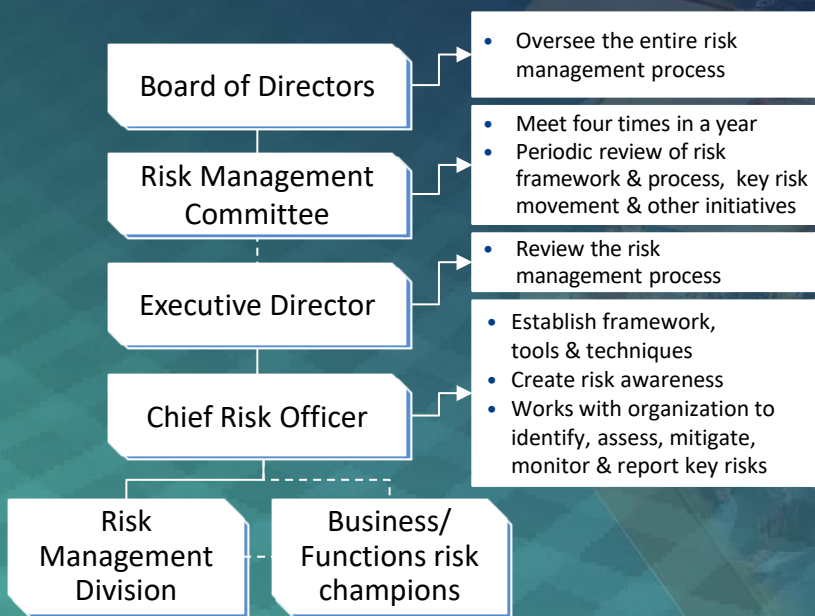 Board of Directors
• Oversee the entire risk
management process
Risk Management
Committee
• Meet four times in a year
• Periodic review of risk
framework & process, key risk
movement & other initiatives
Executive Director
• Review the risk
management process
Chief Risk Officer
• Establish framework,
tools & techniques
• Create risk awareness
• Works with organization to
identify, assess, mitigate,
monitor & report key risks
Risk
Management
Division
Business/
Functions risk
champions